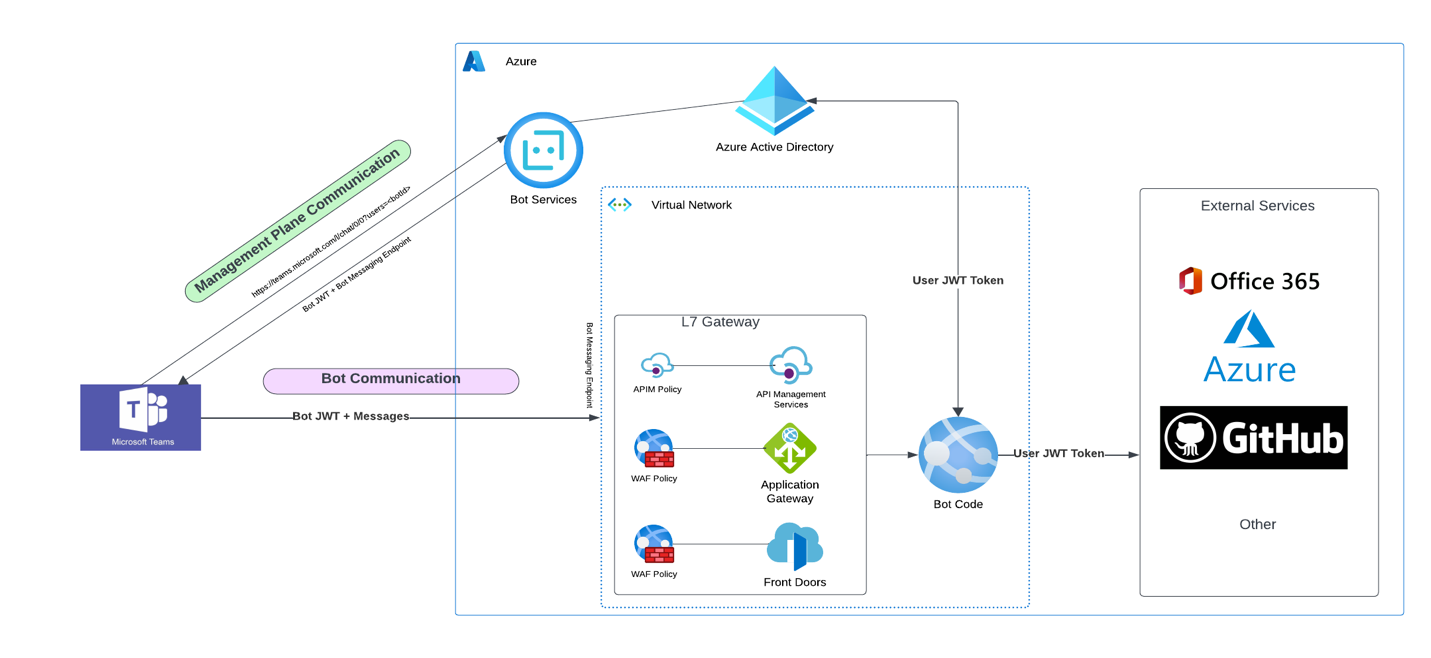 Azure
Azure Active Directory
Bot Services
Management Plane Communication
https://teams.microsoft.com/l/chat/0/0?users=<botId>
Bot JWT + Bot Messaging Endpoint
Virtual Network
External Services
User JWT Token
Office 365
Azure
GitHub
Other
L7 Gateway
Bot Messaging Endpoint
APIM Policy
API Management
Services
Bot Communication
T
Microsoft Teams
Bot JWT + Messages
WAF Policy
Application
Gateway
Bot Code
User JWT Token
WAF Policy
Front Doors